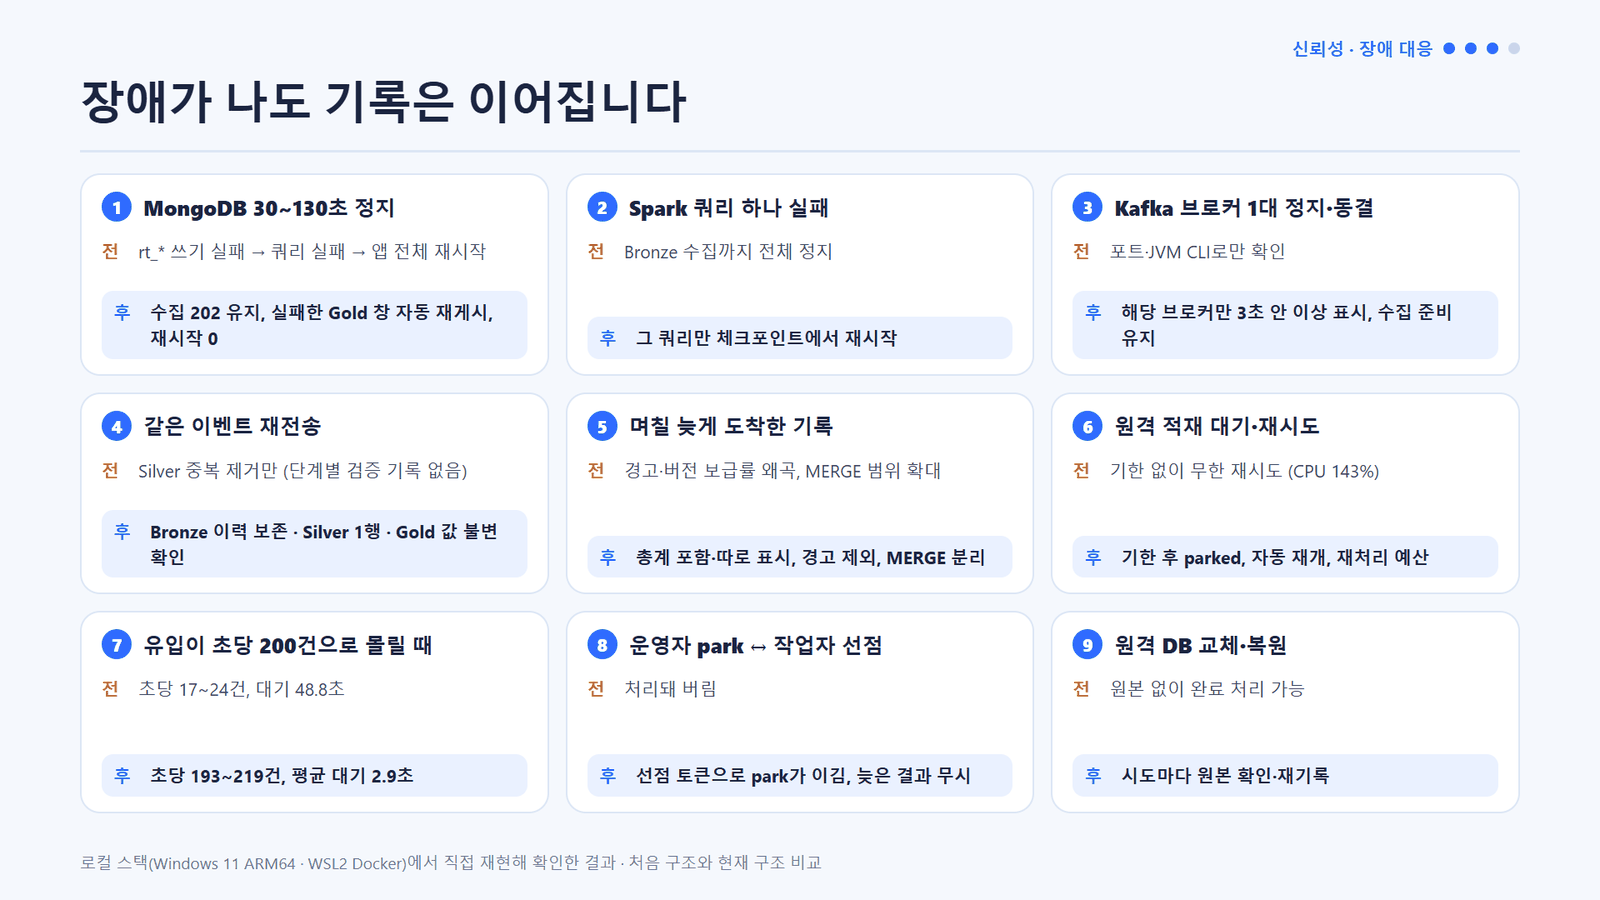 신뢰성 · 장애 대응
장애가 나도 기록은 이어집니다
1 MongoDB 30~130초 정지
전 rt_* 쓰기 실패 → 쿼리 실패 → 앱 전체 재시작
후 수집 202 유지, 실패한 Gold 창 자동 재게시,
재시작 0
2 Spark 쿼리 하나 실패
전 Bronze 수집까지 전체 정지
후 그 쿼리만 체크포인트에서 재시작
3 Kafka 브로커 1대 정지·동결
전 포트·JVM CLI로만 확인
후 해당 브로커만 3초 안 이상 표시, 수집 준비
유지
4 같은 이벤트 재전송
전 Silver 중복 제거만 (단계별 검증 기록 없음)
후 Bronze 이력 보존 · Silver 1행 · Gold 값 불변
확인
5 며칠 늦게 도착한 기록
전 경고·버전 보급률 왜곡, MERGE 범위 확대
후 총계 포함·따로 표시, 경고 제외, MERGE 분리
6 원격 적재 대기·재시도
전 기한 없이 무한 재시도 (CPU 143%)
후 기한 후 parked, 자동 재개, 재처리 예산
7 유입이 초당 200건으로 몰릴 때
전 초당 17~24건, 대기 48.8초
후 초당 193~219건, 평균 대기 2.9초
8 운영자 park ↔ 작업자 선점
전 처리돼 버림
후 선점 토큰으로 park가 이김, 늦은 결과 무시
9 원격 DB 교체·복원
전 원본 없이 완료 처리 가능
후 시도마다 원본 확인·재기록
로컬 스택(Windows 11 ARM64 · WSL2 Docker)에서 직접 재현해 확인한 결과 · 처음 구조와 현재 구조 비교